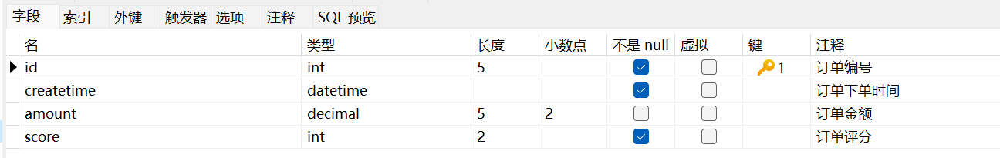 字段 索引 外键 触发器 选项 注释 SQL 预览
名 类型 长度 小数点 不是 null 虚拟 键 注释
id int 5 1 订单编号
createtime datetime 订单下单时间
amount decimal 5 2 订单金额
score int 2 订单评分